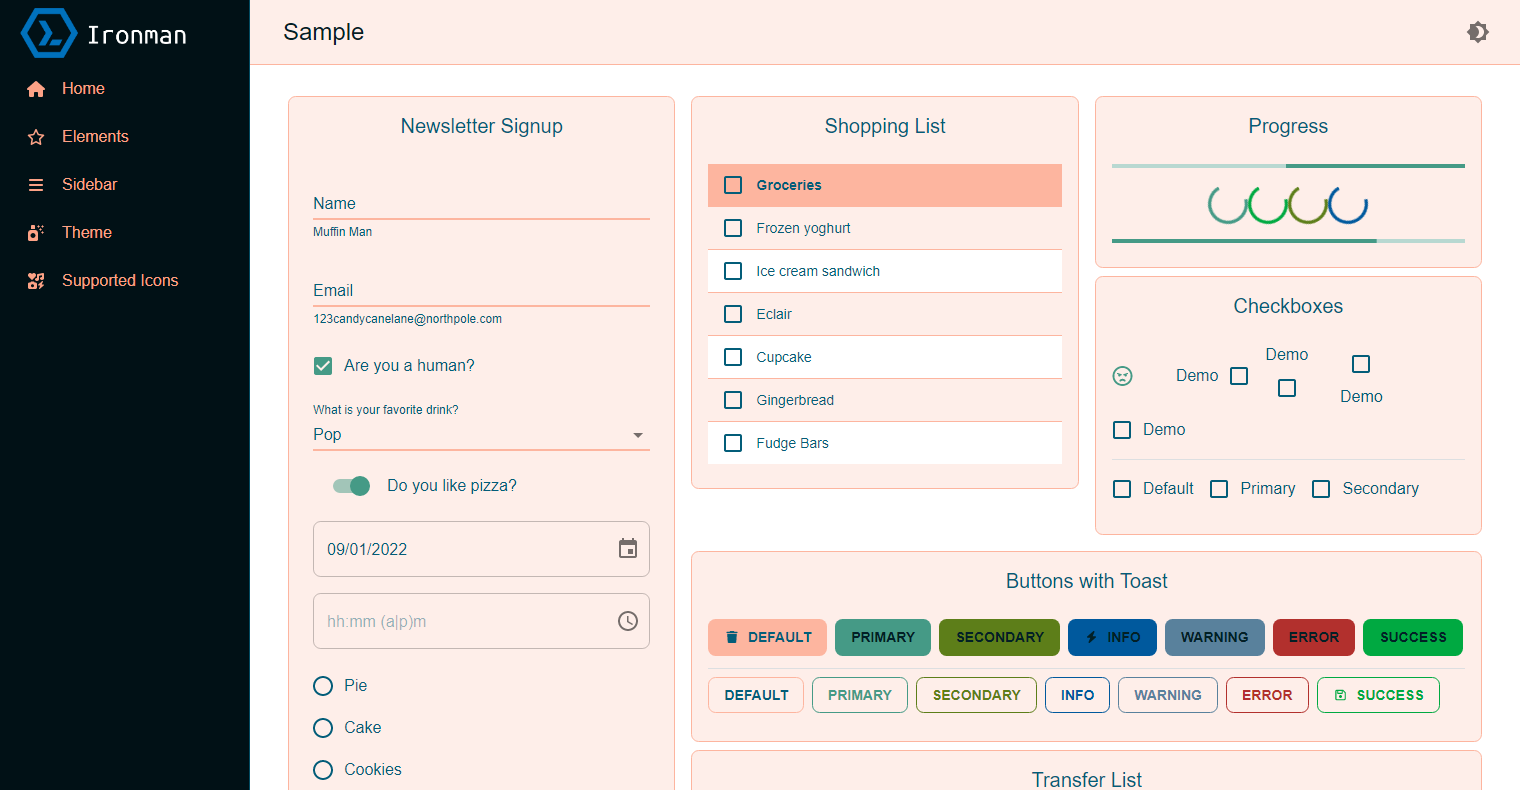 Ironman
Home
Elements
Sidebar
Theme
Supported Icons
Sample
Newsletter Signup
Name
Muffin Man
Email
123candycanelane@northpole.com
Are you a human?
What is your favorite drink?
Pop
Do you like pizza?
09/01/2022
hh:mm (a|p)m
Pie
Cake
Cookies
Shopping List
Groceries
Frozen yoghurt
Ice cream sandwich
Eclair
Cupcake
Gingerbread
Fudge Bars
Progress
Checkboxes
Demo
Demo
Demo
Demo
Default Primary Secondary
Buttons with Toast
DEFAULT PRIMARY SECONDARY INFO WARNING ERROR SUCCESS
DEFAULT PRIMARY SECONDARY INFO WARNING ERROR SUCCESS
Transfer List